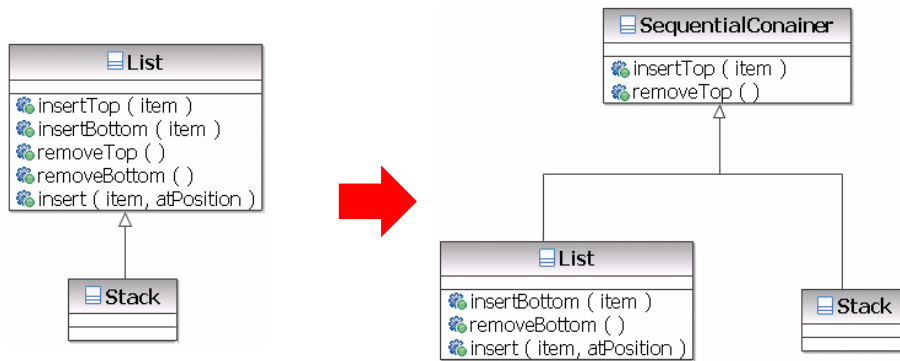 List
insertTop ( item )
insertBottom ( item )
removeTop ( )
removeBottom ( )
insert ( item, atPosition )
Stack
SequentialConainer
insertTop ( item )
removeTop ( )
List
insertBottom ( item )
removeBottom ( )
insert ( item, atPosition )
Stack